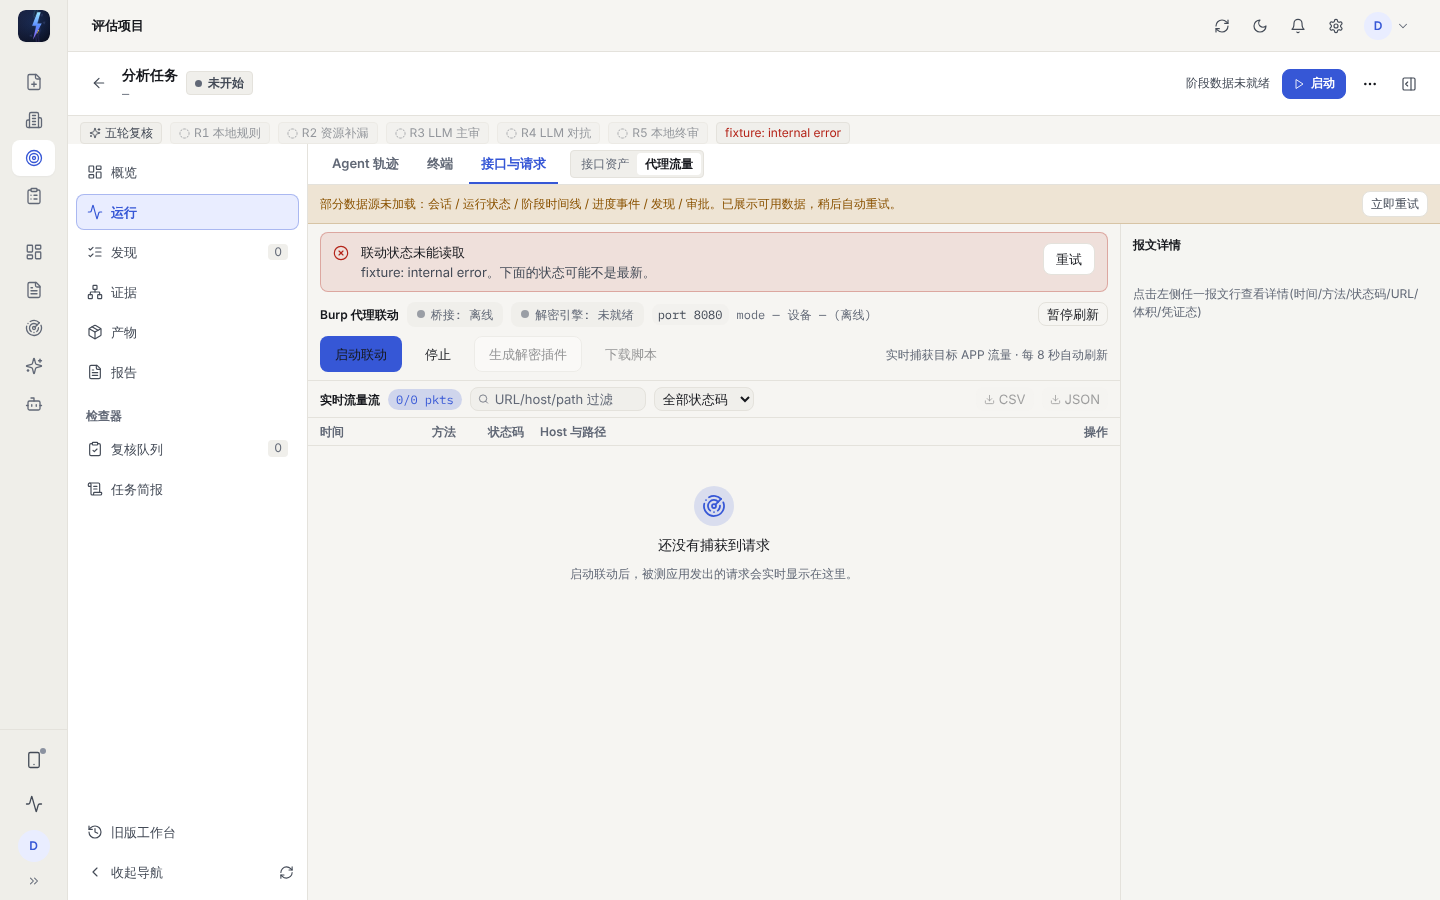 评估项目
D
分析任务
—
未开始
阶段数据未就绪
启动
五轮复核
R1 本地规则
R2 资源补漏
R3 LLM 主审
R4 LLM 对抗
R5 本地终审
fixture: internal error
概览
运行
发现
0
证据
产物
报告
检查器
复核队列
0
任务简报
旧版工作台
收起导航
D
Agent 轨迹
终端
接口与请求
接口资产
代理流量
部分数据源未加载：会话 / 运行状态 / 阶段时间线 / 进度事件 / 发现 / 审批。已展示可用数据，稍后自动重试。
立即重试
联动状态未能读取
fixture: internal error。下面的状态可能不是最新。
重试
Burp 代理联动
桥接: 离线
解密引擎: 未就绪
port 8080
mode — 设备 — (离线)
暂停刷新
启动联动
停止
生成解密插件
下载脚本
实时捕获目标 APP 流量 · 每 8 秒自动刷新
实时流量流
0/0 pkts
URL/host/path 过滤
全部状态码
CSV
JSON
时间
方法
状态码
Host 与路径
操作
还没有捕获到请求
启动联动后，被测应用发出的请求会实时显示在这里。
报文详情
点击左侧任一报文行查看详情(时间/方法/状态码/URL/
体积/凭证态)